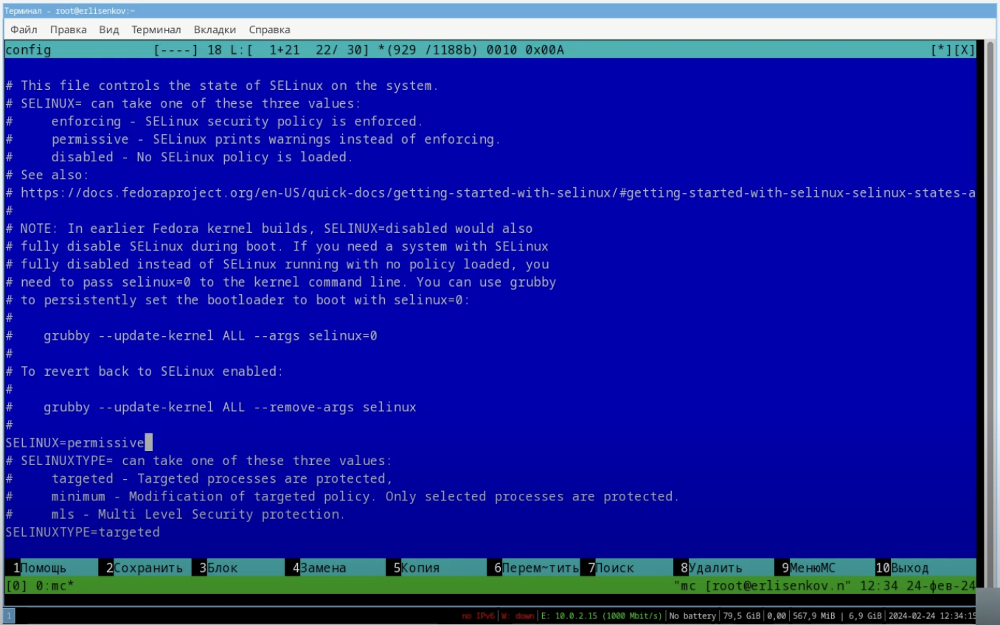 Терминал - root@erlisenkov:~
Файл Правка Вид Терминал Вкладки Справка
config [----] 18 L:[ 1+21 22/ 30] *(929 /1188b) 0010 0x00A [*][X]
# This file controls the state of SELinux on the system.
# SELINUX= can take one of these three values:
# enforcing - SELinux security policy is enforced.
# permissive - SELinux prints warnings instead of enforcing.
# disabled - No SELinux policy is loaded.
# See also:
# https://docs.fedoraproject.org/en-US/quick-docs/getting-started-with-selinux/#getting-started-with-selinux-selinux-states-a
#
# NOTE: In earlier Fedora kernel builds, SELINUX=disabled would also
# fully disable SELinux during boot. If you need a system with SELinux
# fully disabled instead of SELinux running with no policy loaded, you
# need to pass selinux=0 to the kernel command line. You can use grubby
# to persistently set the bootloader to boot with selinux=0:
#
# grubby --update-kernel ALL --args selinux=0
#
# To revert back to SELinux enabled:
#
# grubby --update-kernel ALL --remove-args selinux
#
SELINUX=permissive
# SELINUXTYPE= can take one of these three values:
# targeted - Targeted processes are protected,
# minimum - Modification of targeted policy. Only selected processes are protected.
# mls - Multi Level Security protection.
SELINUXTYPE=targeted
1Помощь 2Сохранить 3Блок 4Замена 5Копия 6Перем~тить 7Поиск 8Удалить 9МенюМС 10Выход
[0] 0:mc* "mc [root@erlisenkov.n" 12:34 24-фев-24
1 no IPv6 | W: down | E: 10.0.2.15 (1000 Mbit/s) | No battery | 79,5 GiB | 0,00 | 567,9 MiB | 6,9 GiB | 2024-02-24 12:34:15